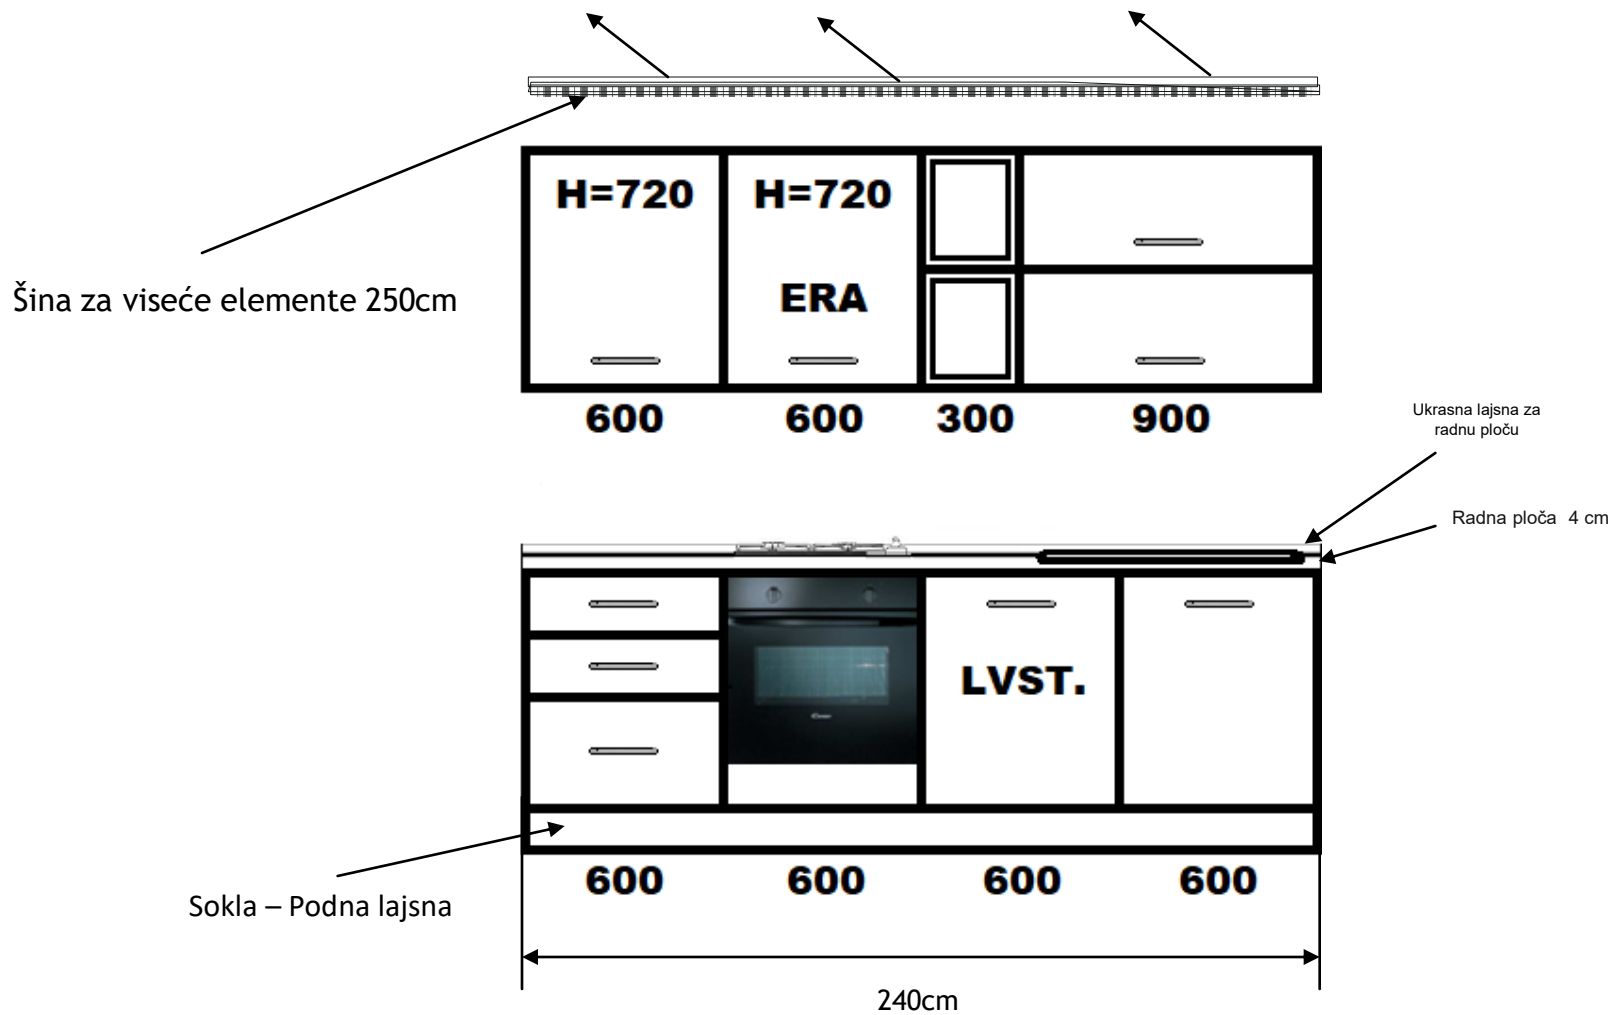 H=720
H=720
Šina za viseće elemente 250cm
ERA
600
600
300
900
Ukrasna lajsna za
radnu ploču
Radna ploča 4 cm
LVST.
600
600
600
600
Sokla – Podna lajsna
240cm